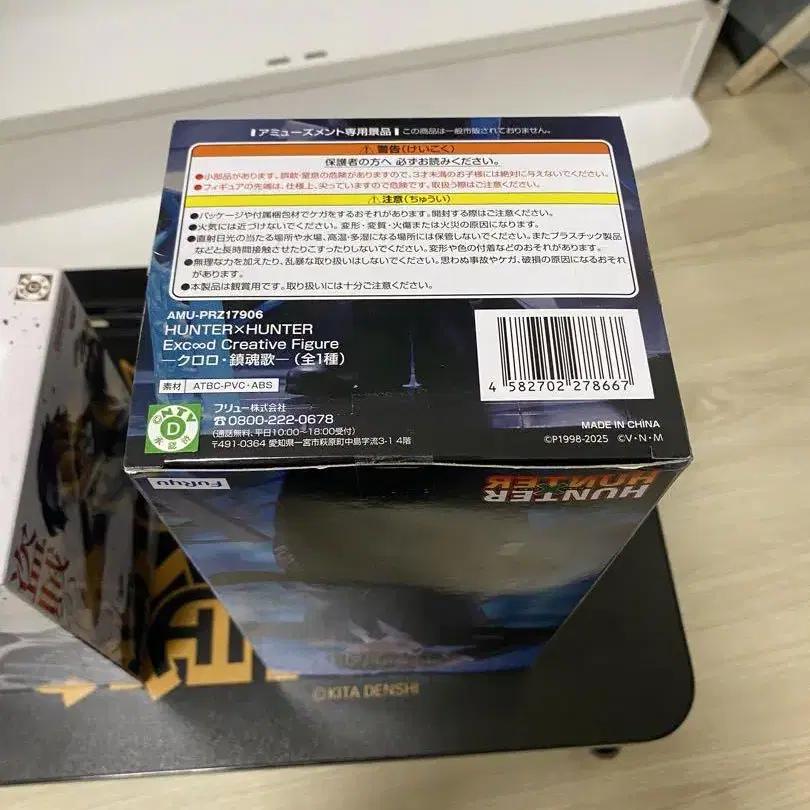 アミューズメント専用景品 この商品は一般市販されておりません。
⚠警告(けいこく)
保護者の方へ 必ずお読みください。
●小部品があります。誤飲・窒息の危険がありますので、3才未満のお子様には絶対に与えないでください。
●フィギュアの先端は、仕様上、尖っていますので危険です。取扱う際はご注意ください。
⚠注意(ちゅうい)
●パッケージや付属梱包材でケガをするおそれがあります。開封する際はご注意ください。
●火気には近づけないでください。変形・変質・火傷または火災の原因になります。
●直射日光の当たる場所や水場、高温・多湿になる場所には保管しないでください。またプラスチック製品
などと長時間接触させたりこすったりしないでください。変形や色の付着などのおそれがあります。
●無理な力を加えたり、乱暴な取り扱いはしないでください。思わぬ事故やケガ、破損の原因になるおそれ
があります。
●本製品は観賞用です。取り扱いには十分ご注意ください。
AMU-PRZ17906
HUNTER×HUNTER
Exc∞d Creative Figure
ークロロ・鎮魂歌ー(全1種)
素材 ATBC-PVC・ABS
4 582702 278667
NTV
D
承認券
フリュー株式会社
☎0800-222-0678
(通話無料、平日10:00~18:00受付)
〒491-0364 愛知県一宮市萩原町中島字流3-1 4階
MADE IN CHINA
©P1998-2025 ©V・N・M
FuRyu
HUNTER×HUNTER
盗賊
©KITA DENSHI